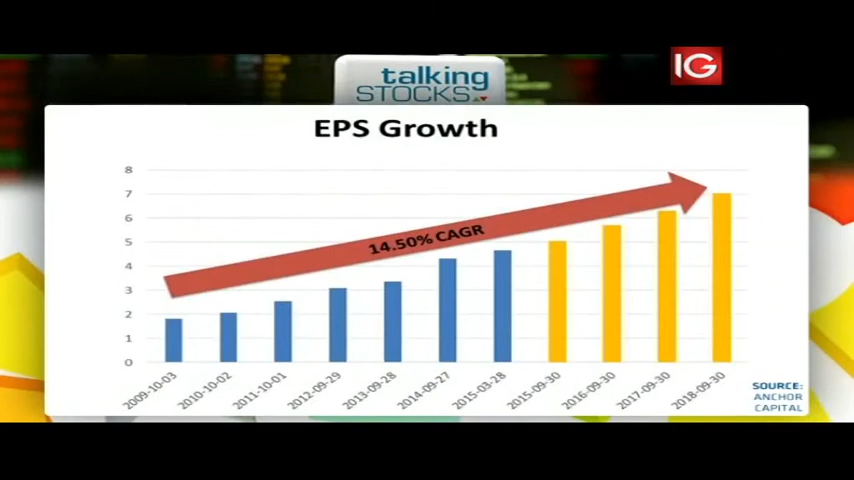 IG
talking
STOCKS
EPS Growth
8
7
6
5
4
3
2
1
0
14.50% CAGR
2009-10-03
2010-10-02
2011-10-01
2012-09-29
2013-09-28
2014-09-27
2015-03-28
2015-09-30
2016-09-30
2017-09-30
2018-09-30
SOURCE:
ANCHOR
CAPITAL